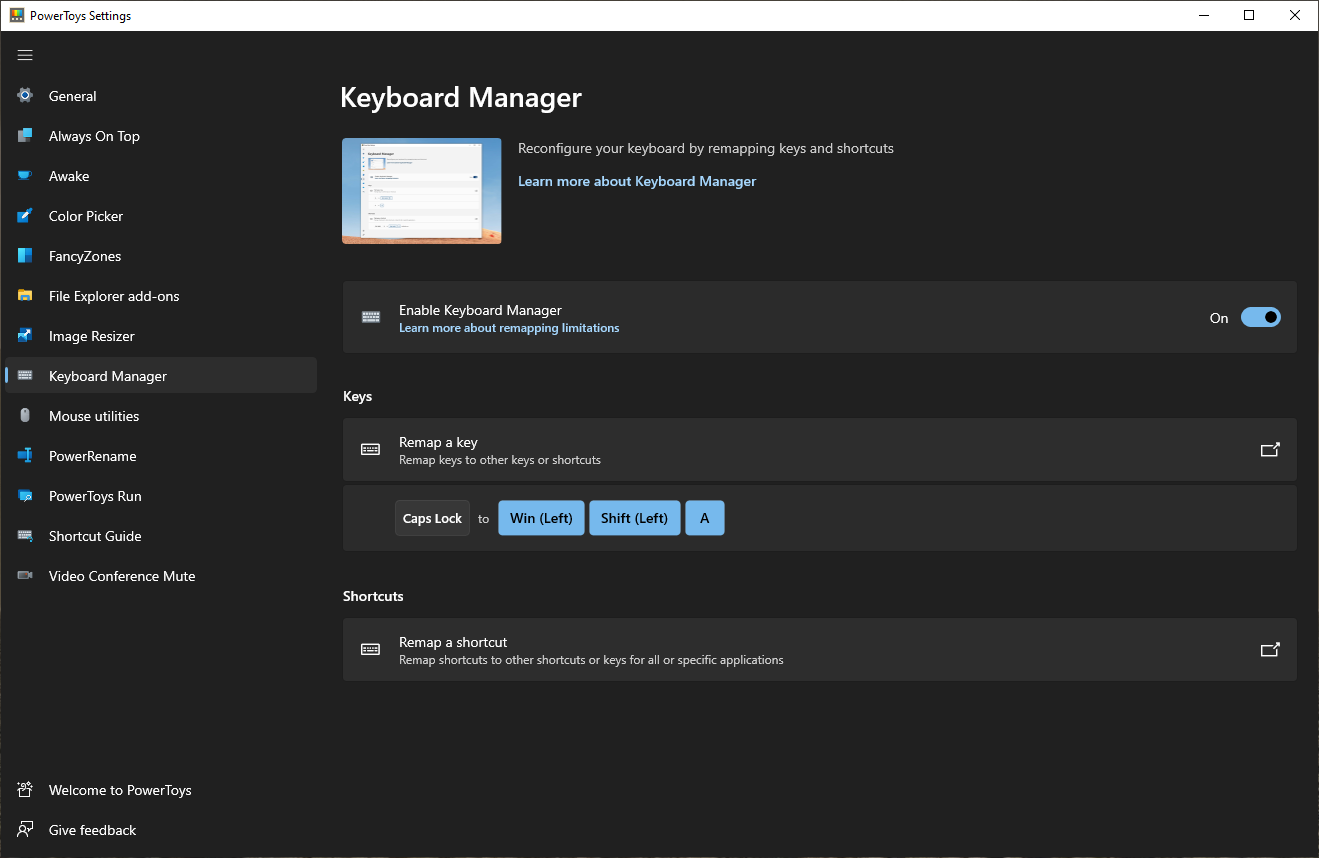 PowerToys Settings
General
Always On Top
Awake
Color Picker
FancyZones
File Explorer add-ons
Image Resizer
Keyboard Manager
Mouse utilities
PowerRename
PowerToys Run
Shortcut Guide
Video Conference Mute
Welcome to PowerToys
Give feedback
Keyboard Manager
Reconfigure your keyboard by remapping keys and shortcuts
Learn more about Keyboard Manager
Enable Keyboard Manager
Learn more about remapping limitations
On
Keys
Remap a key
Remap keys to other keys or shortcuts
Caps Lock to Win (Left) Shift (Left) A
Shortcuts
Remap a shortcut
Remap shortcuts to other shortcuts or keys for all or specific applications